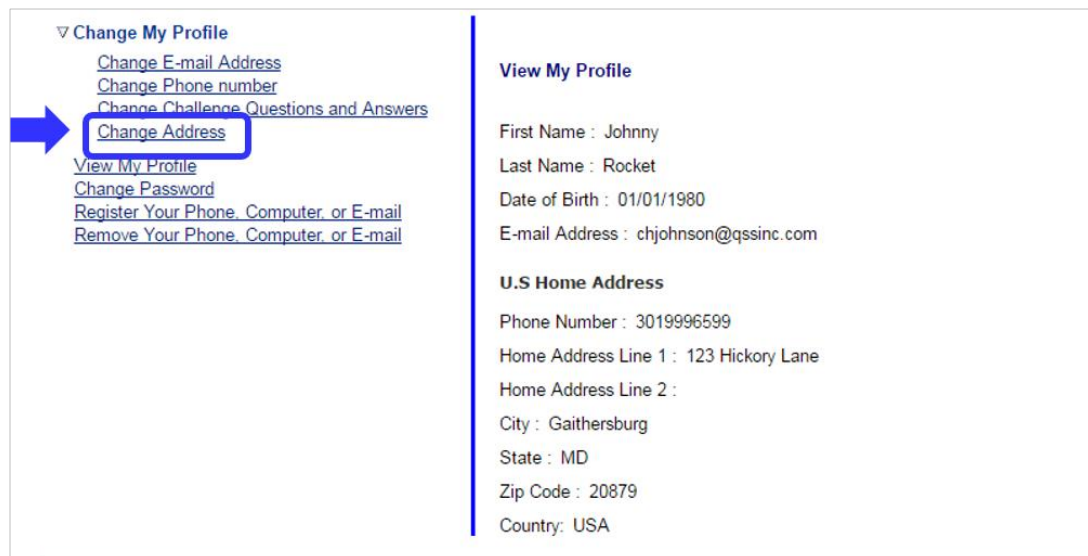 ▽ Change My Profile
Change E-mail Address
Change Phone number
Change Challenge Questions and Answers
Change Address
View My Profile
Change Password
Register Your Phone, Computer, or E-mail
Remove Your Phone, Computer, or E-mail
View My Profile
First Name : Johnny
Last Name : Rocket
Date of Birth : 01/01/1980
E-mail Address : chjohnson@qssinc.com
U.S Home Address
Phone Number : 3019996599
Home Address Line 1 : 123 Hickory Lane
Home Address Line 2 :
City : Gaithersburg
State : MD
Zip Code : 20879
Country: USA